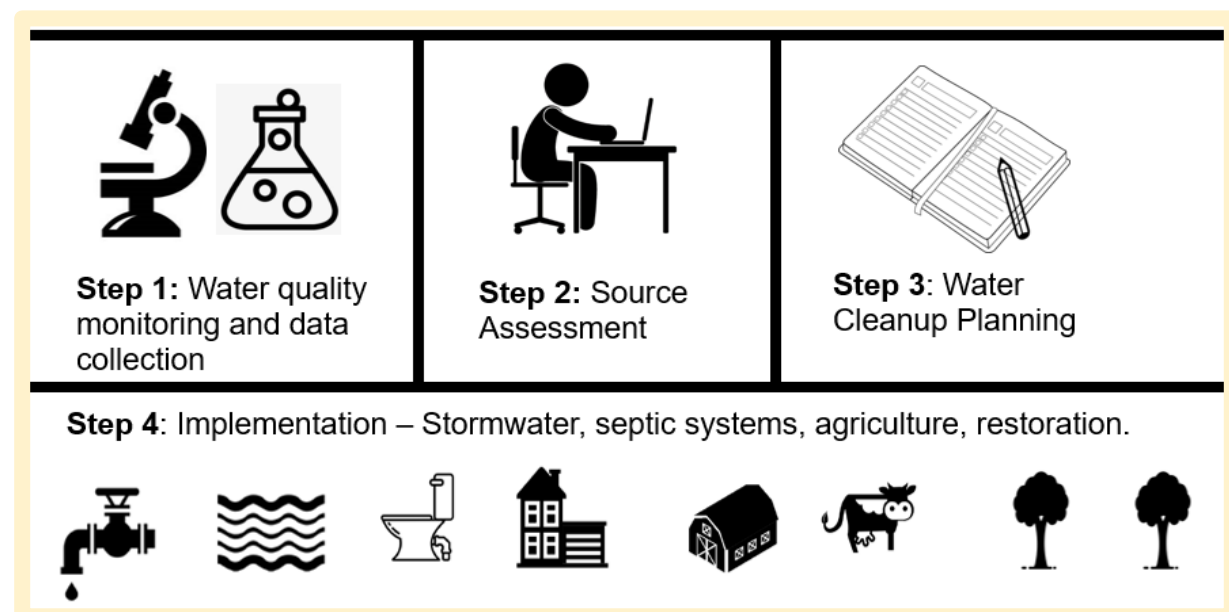 Step 1: Water quality
monitoring and data
collection
Step 2: Source
Assessment
Step 3: Water
Cleanup Planning
Step 4: Implementation – Stormwater, septic systems, agriculture, restoration.